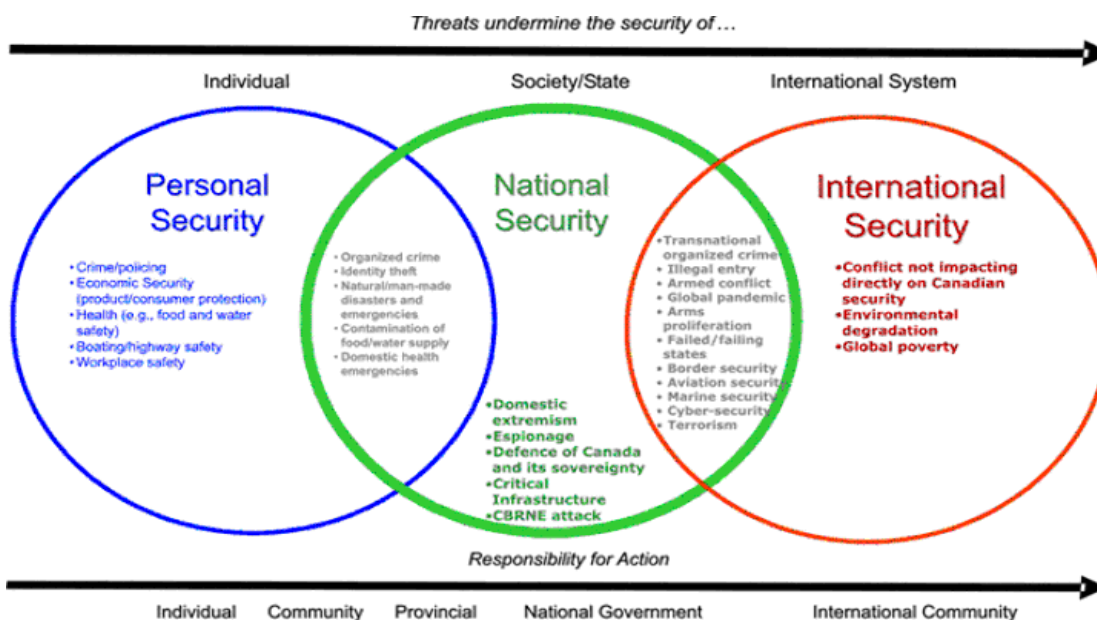 Threats undermine the security of…
Individual
Society/State
International System
Personal
Security
• Crime/policing
• Economic Security
(product/consumer protection)
• Health (e.g., food and water
safety)
• Boating/highway safety
• Workplace safety
• Organized crime
• Identity theft
• Natural/man-made
disasters and
emergencies
• Contamination of
food/water supply
• Domestic health
emergencies
National
Security
•Domestic
extremism
•Espionage
•Defence of Canada
and its sovereignty
•Critical
Infrastructure
•CBRNE attack
•Transnational
organized crime
•Illegal entry
•Armed conflict
•Global pandemic
•Arms
proliferation
•Failed/failing
states
•Border security
•Aviation security
•Marine security
•Cyber-security
•Terrorism
International
Security
•Conflict not impacting
directly on Canadian
security
•Environmental
degradation
•Global poverty
Responsibility for Action
Individual
Community
Provincial
National Government
International Community